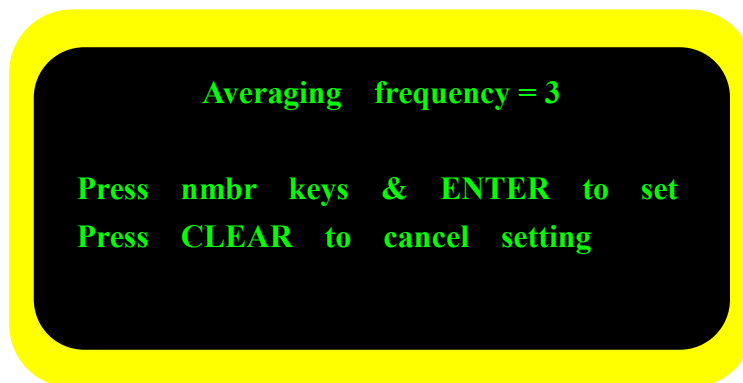 Averaging frequency = 3
Press nmbr keys & ENTER to set
Press CLEAR to cancel setting